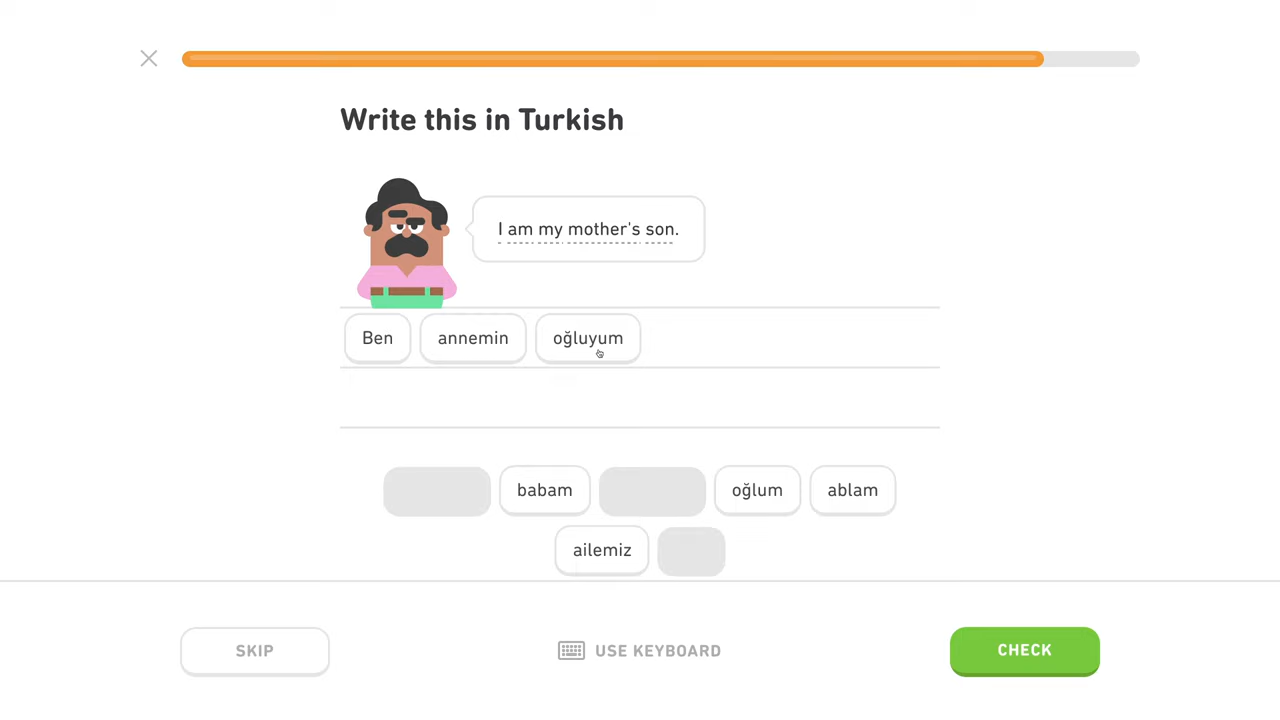 Write this in Turkish
I am my mother's son.
Ben annemin oğluyum
babam oğlum ablam
ailemiz
SKIP USE KEYBOARD CHECK